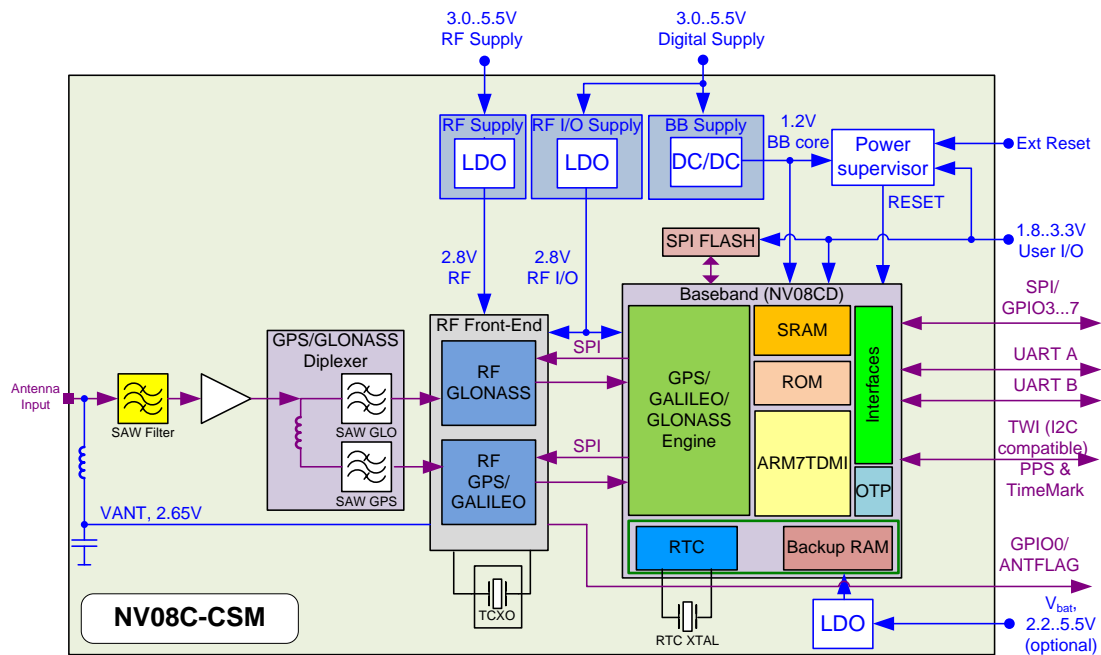 3.0..5.5V
RF Supply
3.0..5.5V
Digital Supply
RF Supply
LDO
RF I/O Supply
LDO
BB Supply
DC/DC
1.2V
BB core
Power
supervisor
Ext Reset
RESET
SPI FLASH
1.8..3.3V
User I/O
2.8V
RF
2.8V
RF I/O
Baseband (NV08CD)
SPI/
GPIO3...7
RF Front-End
GPS/GLONASS
Diplexer
SPI
RF
GLONASS
GPS/
GALILEO/
GLONASS
Engine
SRAM
ROM
ARM7TDMI
Interfaces
OTP
UART A
UART B
Antenna
Input
SAW Filter
SAW GLO
SAW GPS
SPI
RF
GPS/
GALILEO
TWI (I2C
compatible)
PPS &
TimeMark
VANT, 2.65V
RTC
Backup RAM
GPIO0/
ANTFLAG
TCXO
NV08C-CSM
RTC XTAL
LDO
Vbat,
2.2..5.5V
(optional)